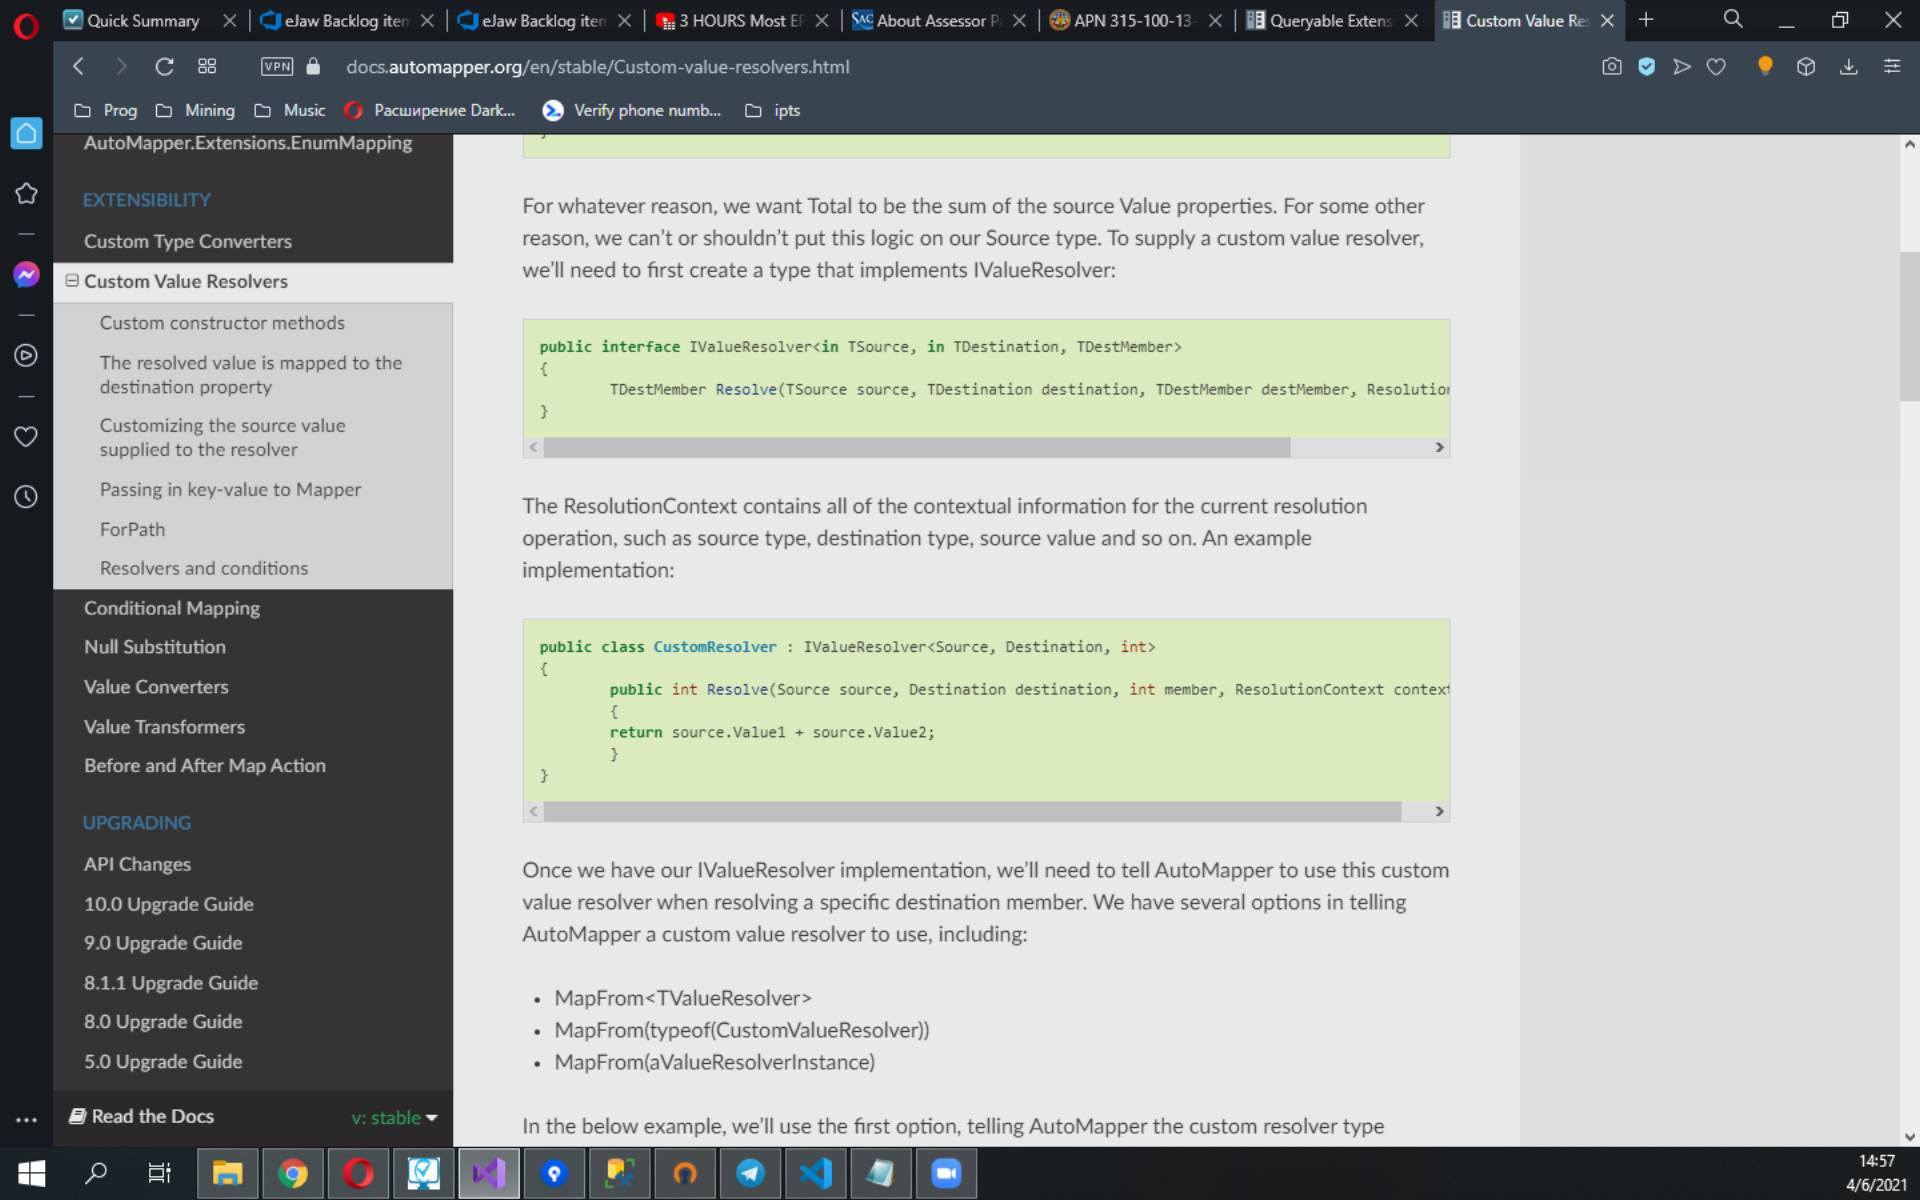 Quick Summary
eJaw Backlog iten
eJaw Backlog iten
3 HOURS Most EP
SAC About Assessor Pa
APN 315-100-13-
Queryable Extens
Custom Value Res
VPN
docs.automapper.org/en/stable/Custom-value-resolvers.html
Prog
Mining
Music
Расширение Dark...
Verify phone numb...
ipts
AutoMapper.Extensions.EnumMapping
EXTENSIBILITY
Custom Type Converters
Custom Value Resolvers
Custom constructor methods
The resolved value is mapped to the
destination property
Customizing the source value
supplied to the resolver
Passing in key-value to Mapper
ForPath
Resolvers and conditions
Conditional Mapping
Null Substitution
Value Converters
Value Transformers
Before and After Map Action
UPGRADING
API Changes
10.0 Upgrade Guide
9.0 Upgrade Guide
8.1.1 Upgrade Guide
8.0 Upgrade Guide
5.0 Upgrade Guide
Read the Docs
v: stable
}
For whatever reason, we want Total to be the sum of the source Value properties. For some other
reason, we can't or shouldn't put this logic on our Source type. To supply a custom value resolver,
we'll need to first create a type that implements IValueResolver:
public interface IValueResolver<in TSource, in TDestination, TDestMember>
{
TDestMember Resolve(TSource source, TDestination destination, TDestMember destMember, Resolution
}
The ResolutionContext contains all of the contextual information for the current resolution
operation, such as source type, destination type, source value and so on. An example
implementation:
public class CustomResolver : IValueResolver<Source, Destination, int>
{
public int Resolve(Source source, Destination destination, int member, ResolutionContext context
{
return source.Value1 + source.Value2;
}
}
Once we have our IValueResolver implementation, we'll need to tell AutoMapper to use this custom
value resolver when resolving a specific destination member. We have several options in telling
AutoMapper a custom value resolver to use, including:
• MapFrom<TValueResolver>
• MapFrom(typeof(CustomValueResolver))
• MapFrom(aValueResolverInstance)
In the below example, we'll use the first option, telling AutoMapper the custom resolver type
14:57
4/6/2021